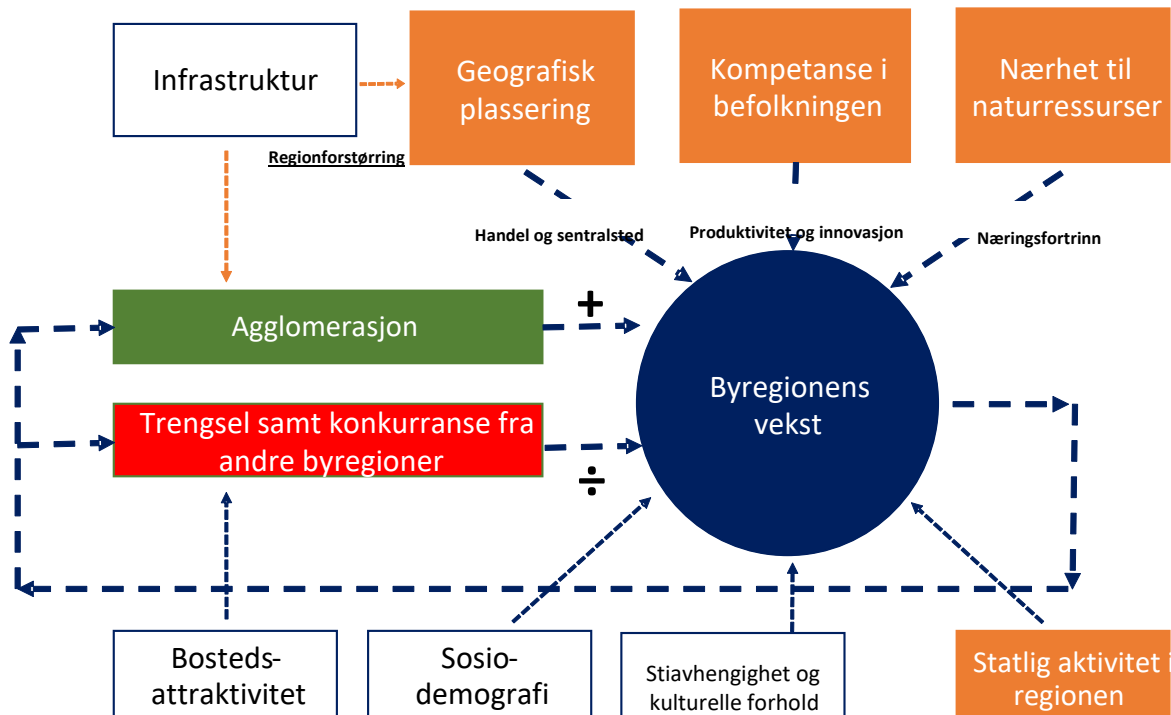 Infrastruktur
Geografisk
plassering
Kompetanse i
befolkningen
Nærhet til
naturressurser
Regionforstørring
Handel og sentralsted
Produktivitet og innovasjon
Næringsfortrinn
Agglomerasjon
+
Trengsel samt konkurranse fra
andre byregioner
÷
Byregionens
vekst
Bosteds-
attraktivitet
Sosio-
demografi
Stiavhengighet og
kulturelle forhold
Statlig aktivitet i
regionen